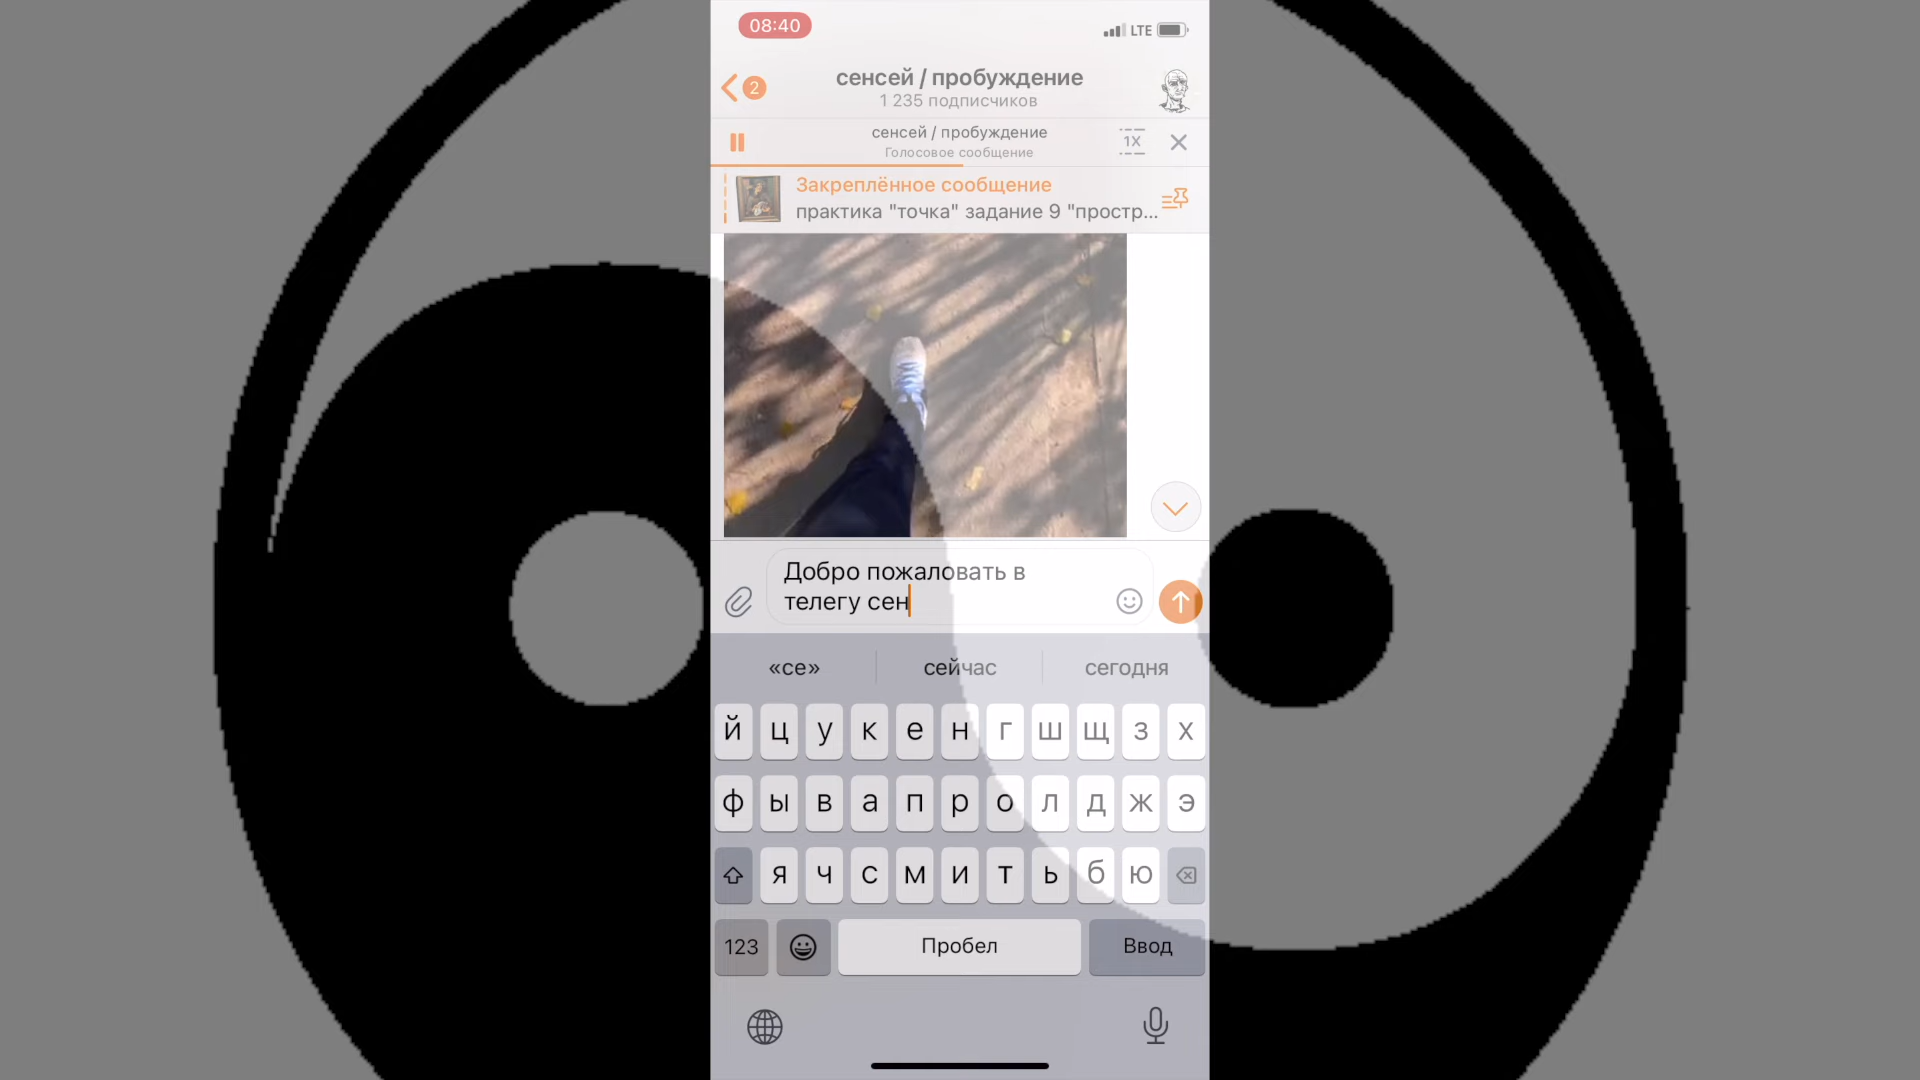 08:40
LTE
2
сенсей / пробуждение
1 235 подписчиков
сенсей / пробуждение
Голосовое сообщение
1X
Закреплённое сообщение
практика "точка" задание 9 "простр...
Добро пожаловать в
телегу сен
«се» сейчас сегодня
й ц у к е н г ш щ з х
ф ы в а п р о л д ж э
я ч с м и т ь б ю
123 Пробел Ввод